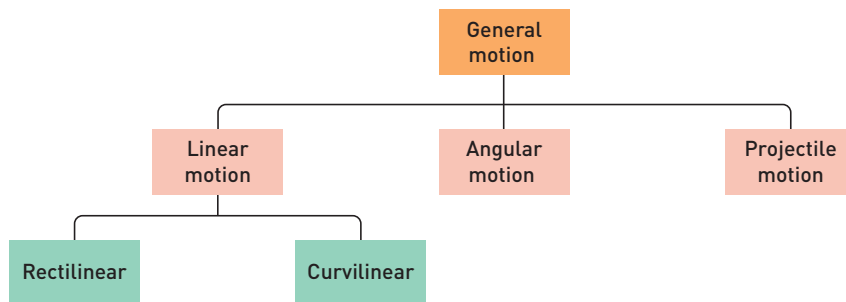 General
motion
Linear
motion
Angular
motion
Projectile
motion
Rectilinear
Curvilinear